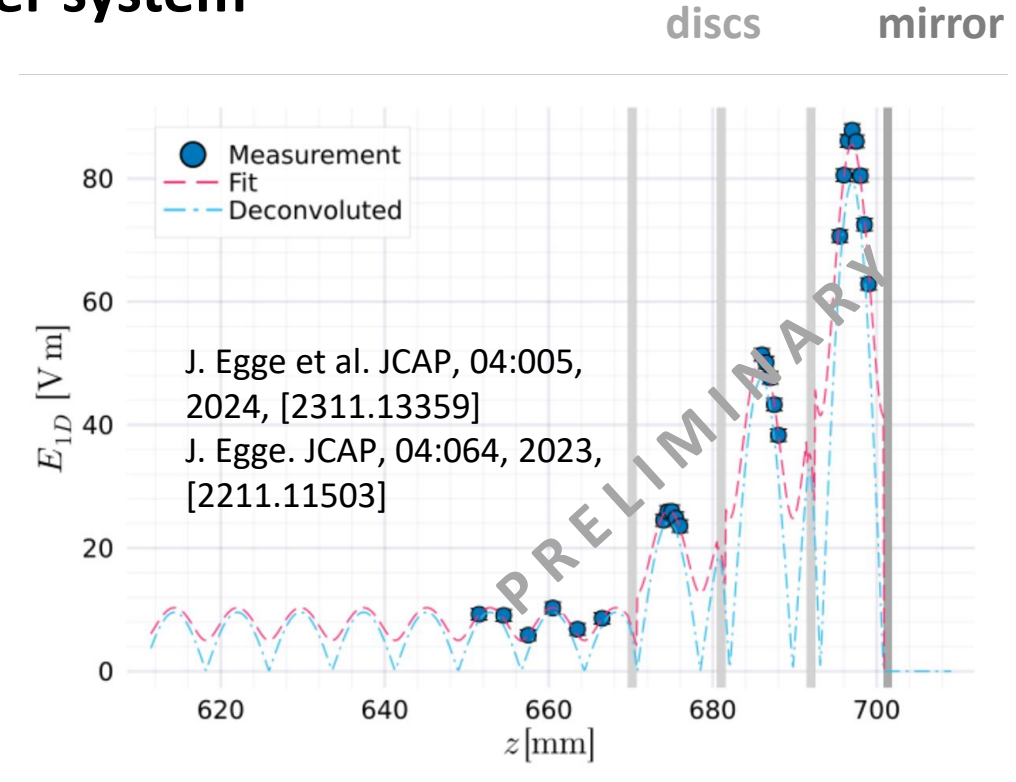 er system
discs
mirror
Measurement
Fit
Deconvoluted
80
60
40
20
0
E1D [V m]
J. Egge et al. JCAP, 04:005,
2024, [2311.13359]
J. Egge. JCAP, 04:064, 2023,
[2211.11503]
PRELIMINARY
620
640
660
680
700
z [mm]